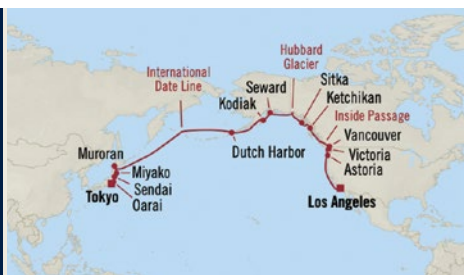 Hubbard
Glacier
International
Date Line
Seward
Sitka
Kodiak
Ketchikan
Inside Passage
Vancouver
Dutch Harbor
Victoria
Muroran
Astoria
Miyako
Tokyo
Sendai
Los Angeles
Oarai